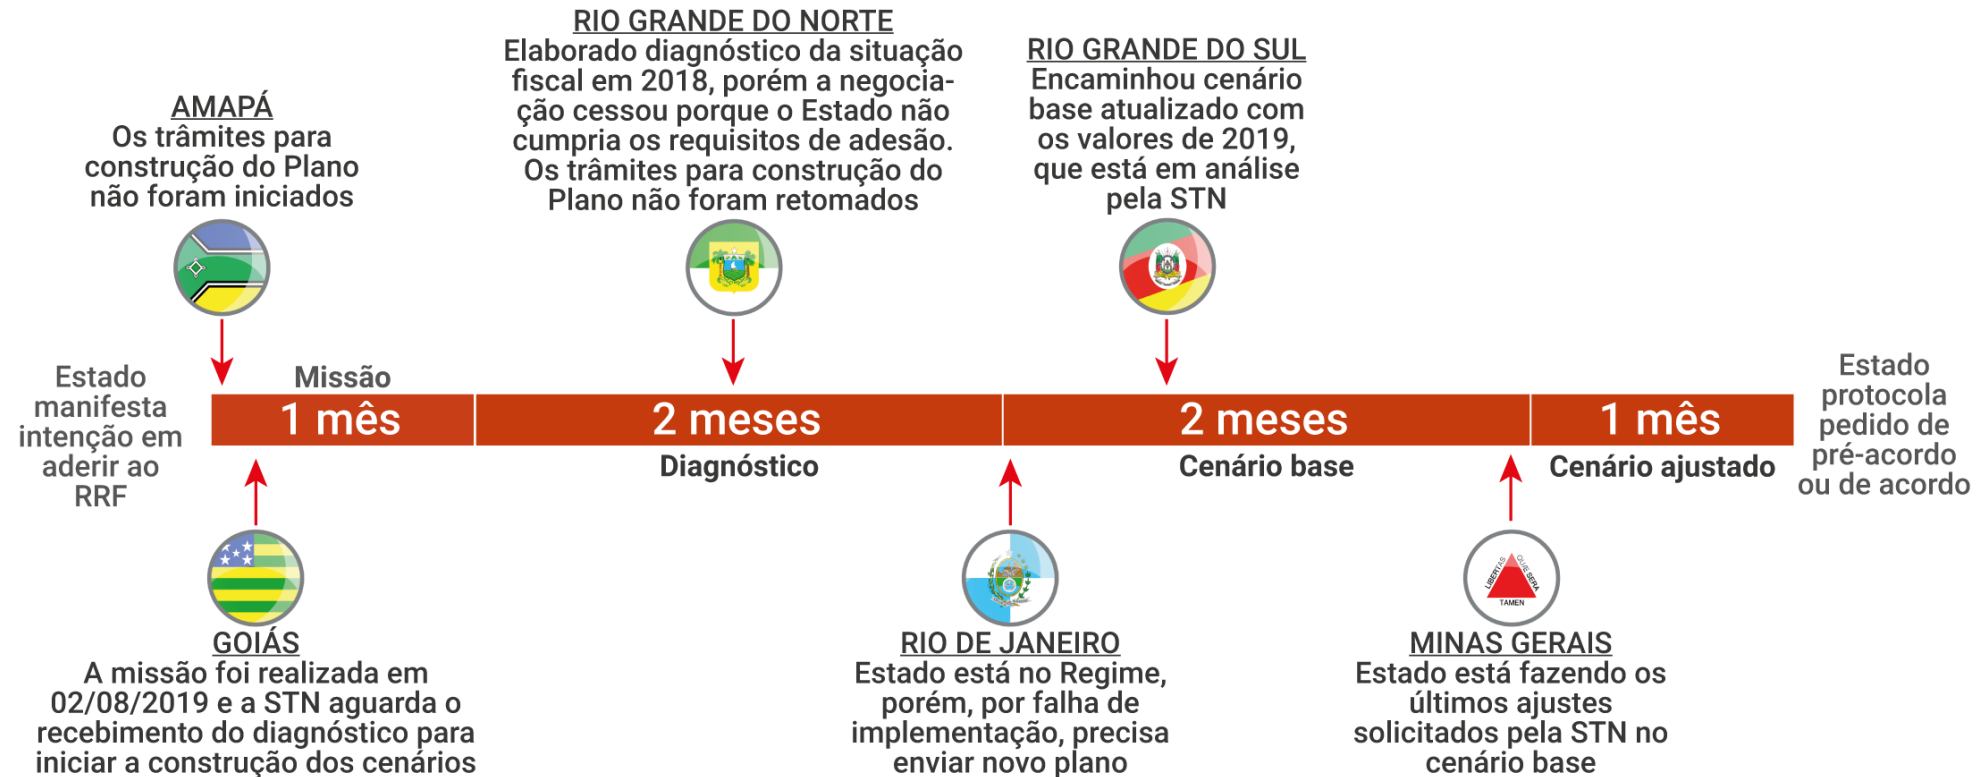 AMAPÁ
Os trâmites para
construção do Plano
não foram iniciados
RIO GRANDE DO NORTE
Elaborado diagnóstico da situação
fiscal em 2018, porém a negocia-
ção cessou porque o Estado não
cumpria os requisitos de adesão.
Os trâmites para construção do
Plano não foram retomados
RIO GRANDE DO SUL
Encaminhou cenário
base atualizado com
os valores de 2019,
que está em análise
pela STN
Estado
manifesta
intenção em
aderir ao
RRF
Missão
1 mês
2 meses
Diagnóstico
2 meses
Cenário base
1 mês
Cenário ajustado
Estado
protocola
pedido de
pré-acordo
ou de acordo
GOIÁS
A missão foi realizada em
02/08/2019 e a STN aguarda o
recebimento do diagnóstico para
iniciar a construção dos cenários
RIO DE JANEIRO
Estado está no Regime,
porém, por falha de
implementação, precisa
enviar novo plano
LIBERTAS
QUÆ SERA
TAMEN
MINAS GERAIS
Estado está fazendo os
últimos ajustes
solicitados pela STN no
cenário base